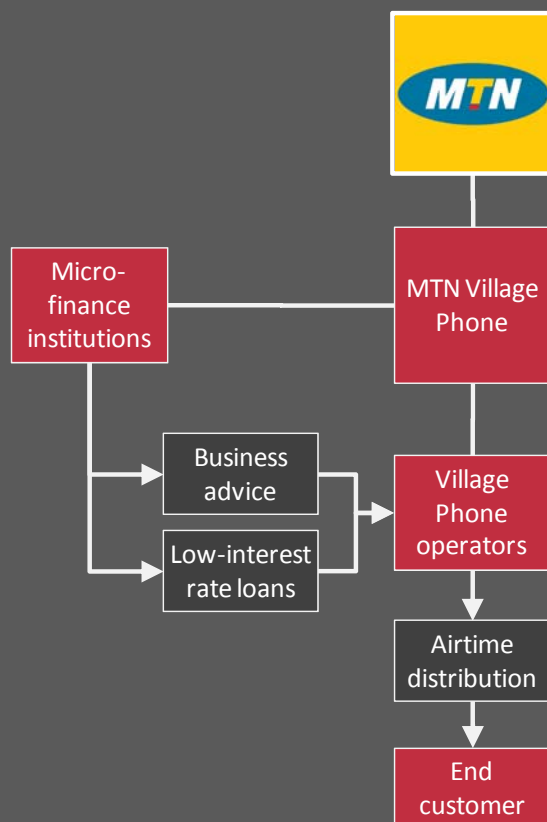 MTN
Micro-
finance
institutions
MTN Village
Phone
Business
advice
Low-interest
rate loans
Village
Phone
operators
Airtime
distribution
End
customer